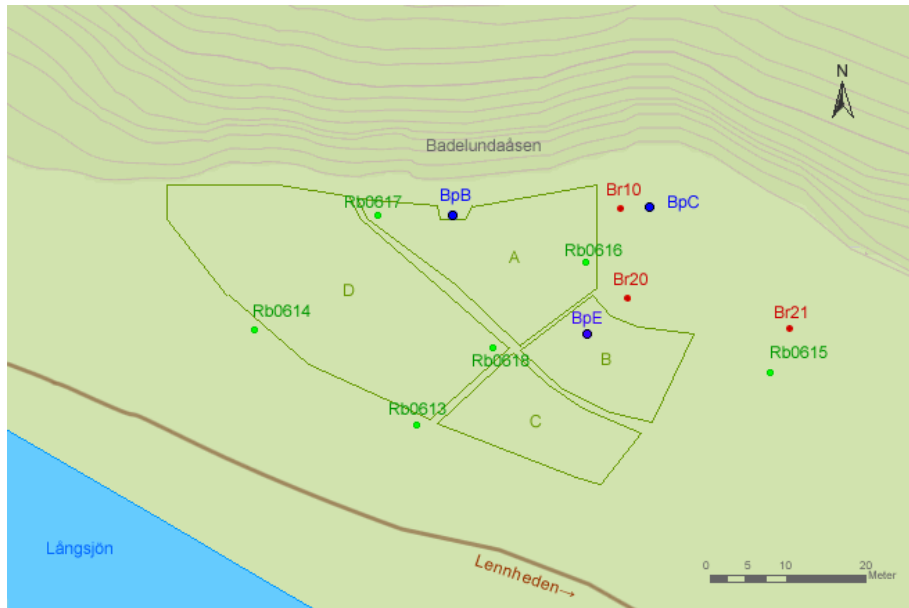 N
Badelundaåsen
BpB
Br10
BpC
Rb0617
A
Rb0616
D
Br20
Rb0614
BpE
Br21
B
Rb0618
Rb0615
Rb0613
C
Långsjön
Lennheden→
0 5 10 20
Meter